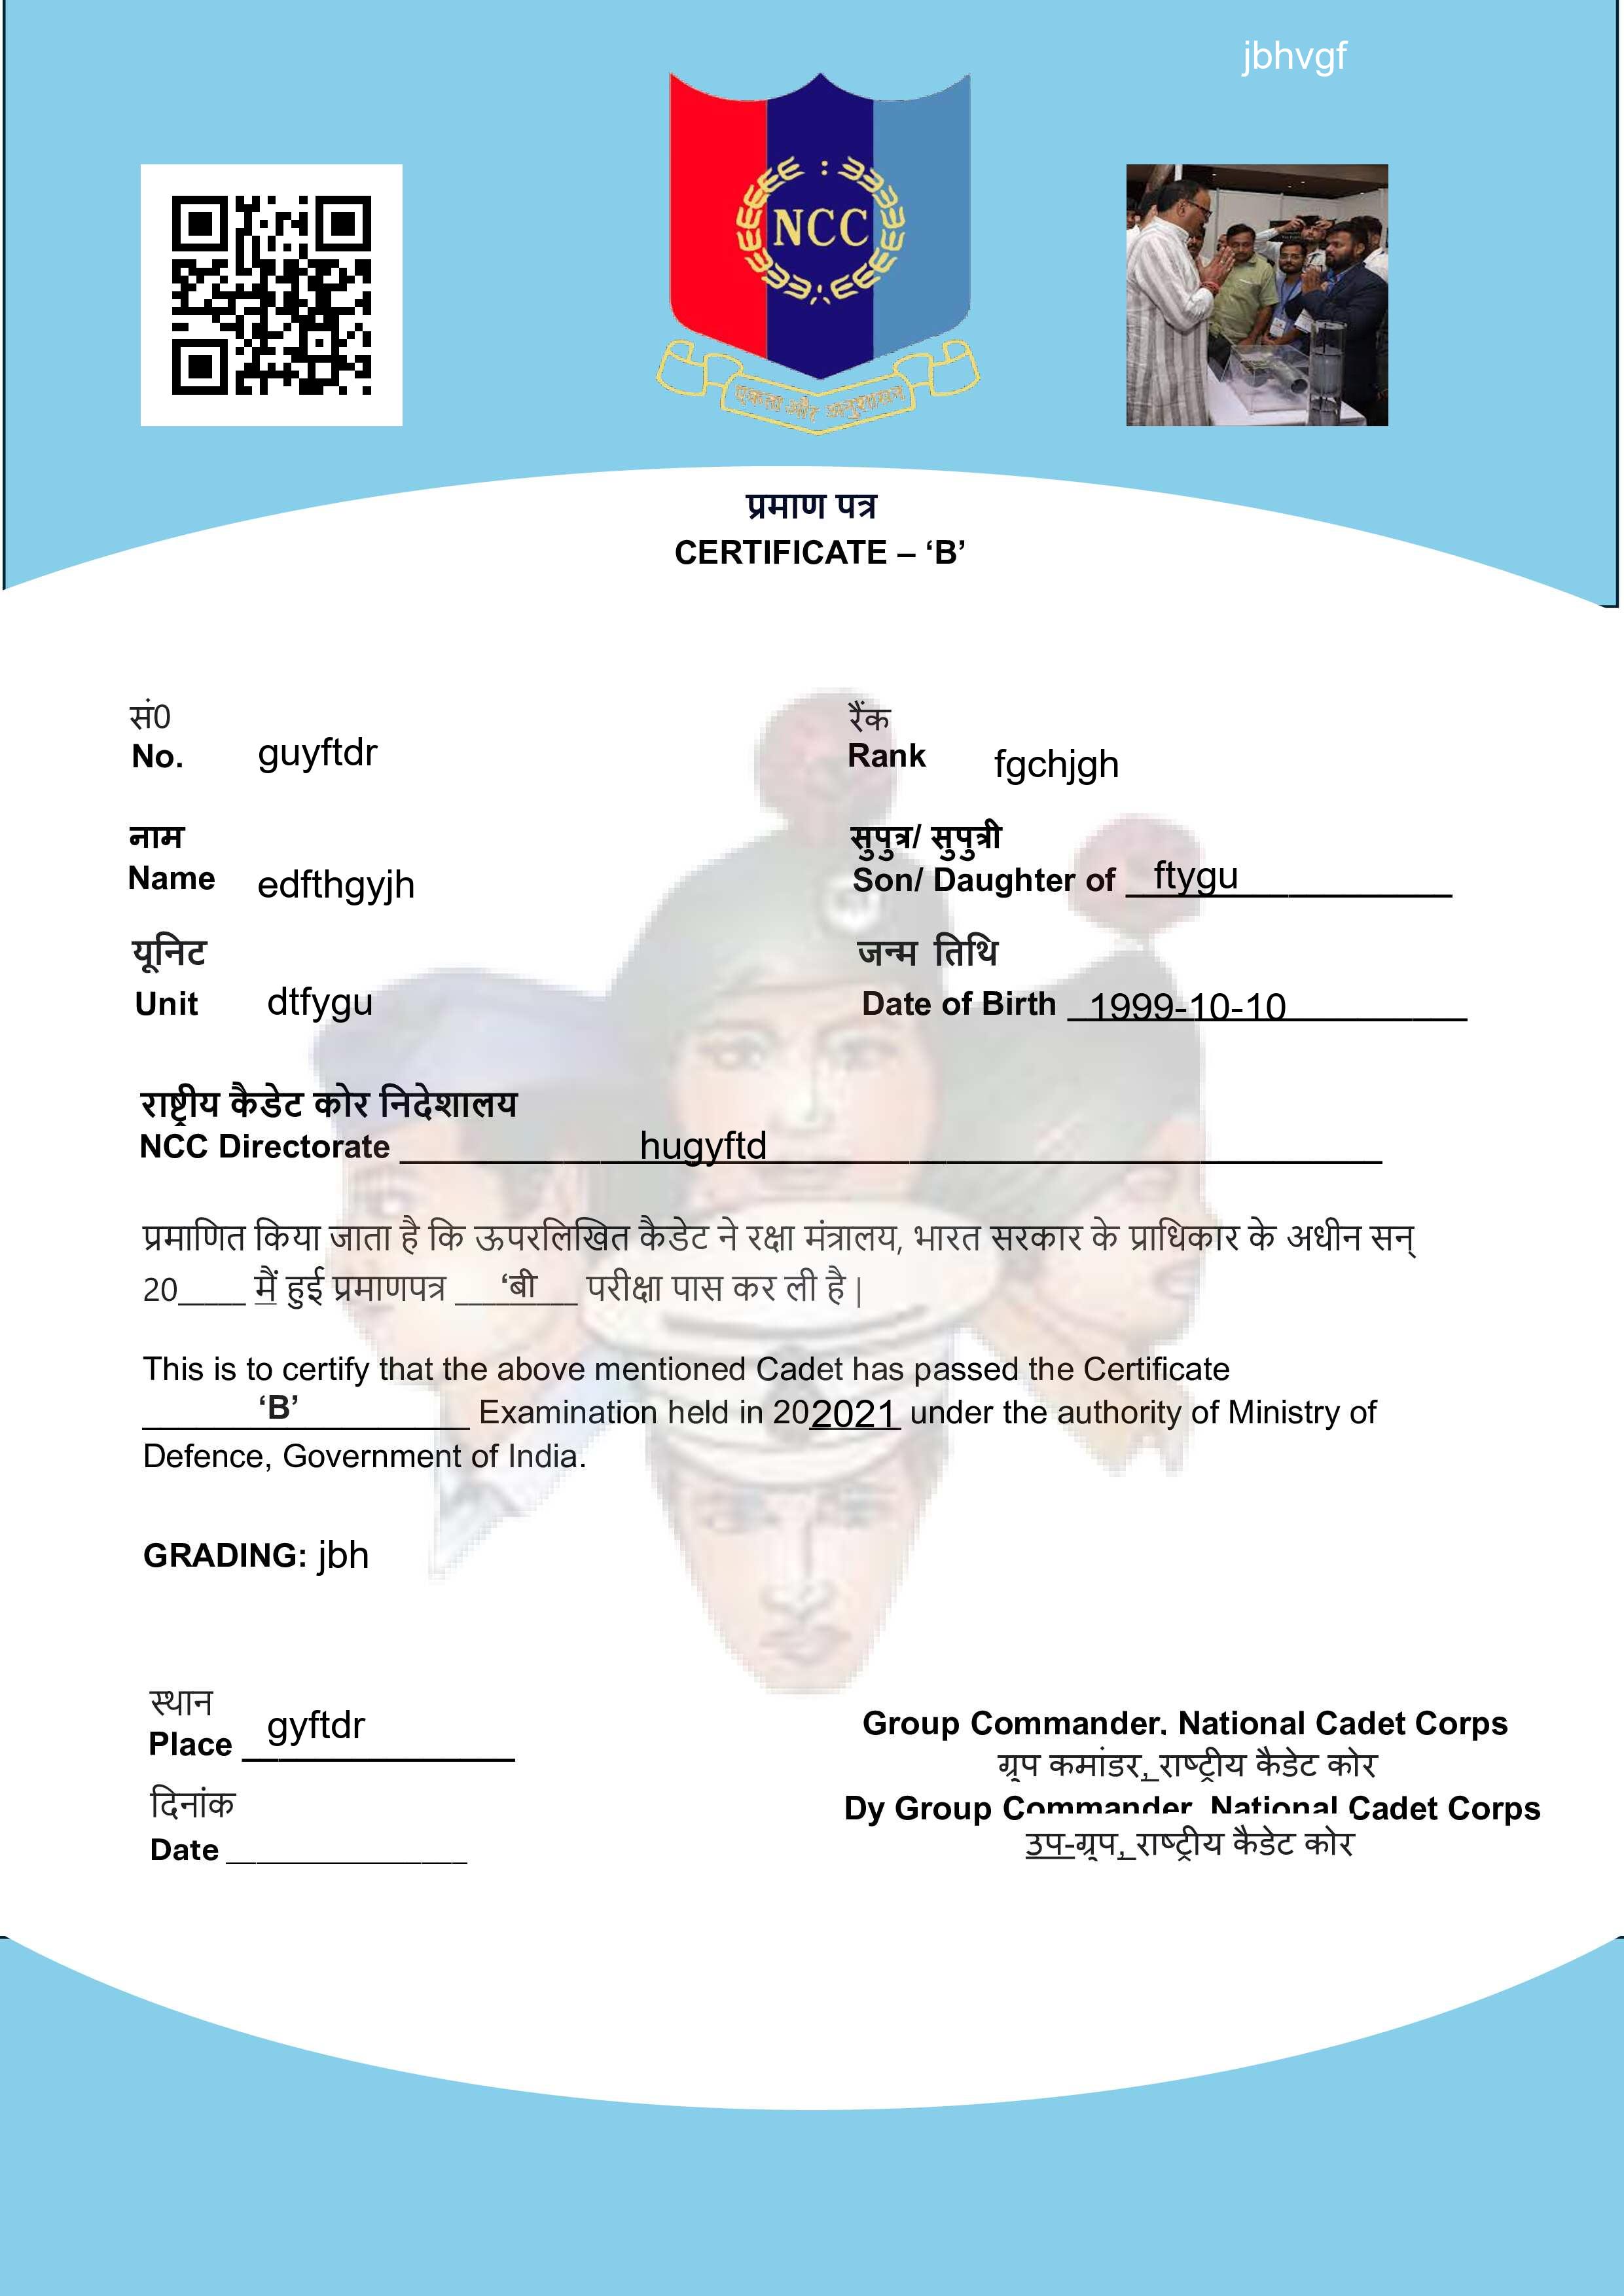 jbhvgf
NCC
एकता और अनुशासन
प्रमाण पत्र
CERTIFICATE – ‘B’
सं0
No. guyftdr
रैंक
Rank fgchjgh
नाम
Name edfthgyjh
सुपुत्र/ सुपुत्री
Son/ Daughter of ftygu
यूनिट
Unit dtfygu
जन्म तिथि
Date of Birth 1999-10-10
राष्ट्रीय कैडेट कोर निदेशालय
NCC Directorate hugyftd
प्रमाणित किया जाता है कि ऊपरलिखित कैडेट ने रक्षा मंत्रालय, भारत सरकार के प्राधिकार के अधीन सन्
20____ मैं हुई प्रमाणपत्र ‘बी परीक्षा पास कर ली है |
This is to certify that the above mentioned Cadet has passed the Certificate
‘B’ Examination held in 202021 under the authority of Ministry of
Defence, Government of India.
GRADING: jbh
स्थान
Place gyftdr
दिनांक
Date ______________
Group Commander, National Cadet Corps
ग्रुप कमांडर, राष्ट्रीय कैडेट कोर
Dy Group Commander, National Cadet Corps
उप-ग्रुप, राष्ट्रीय कैडेट कोर